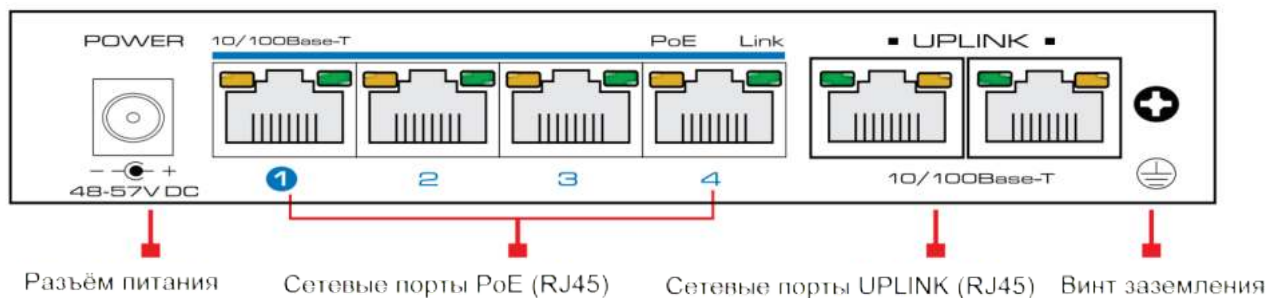 POWER
10/100Base-T
PoE Link
▪ UPLINK ▪
- +
48-57V DC
1 2 3 4
10/100Base-T
Разъём питания
Сетевые порты PoE (RJ45)
Сетевые порты UPLINK (RJ45)
Винт заземления